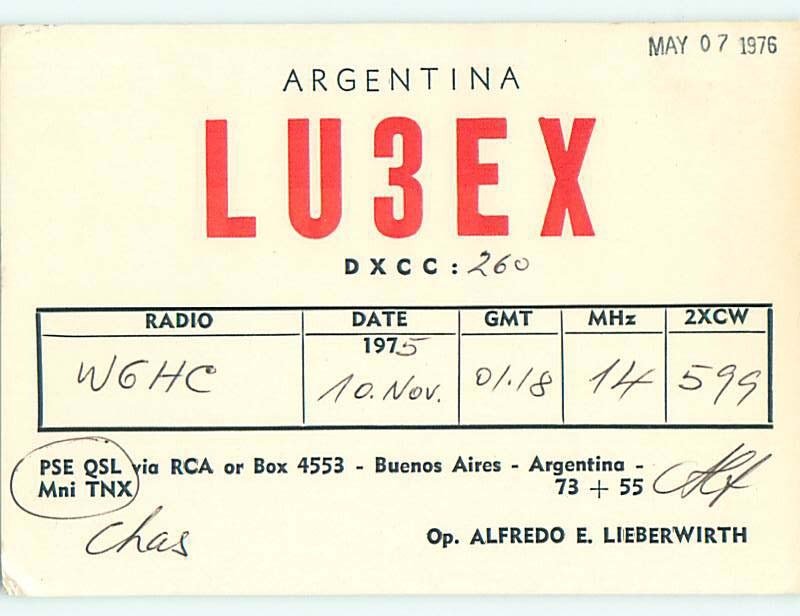 MAY 07 1976
ARGENTINA
LU3EX
DXCC: 260
RADIO DATE GMT MHz 2XCW
1975
W6HC 10. Nov. 01.18 14 599
PSE QSL via RCA or Box 4553 - Buenos Aires - Argentina -
Mni TNX 73 + 55 Alf
Chas
Op. ALFREDO E. LIEBERWIRTH